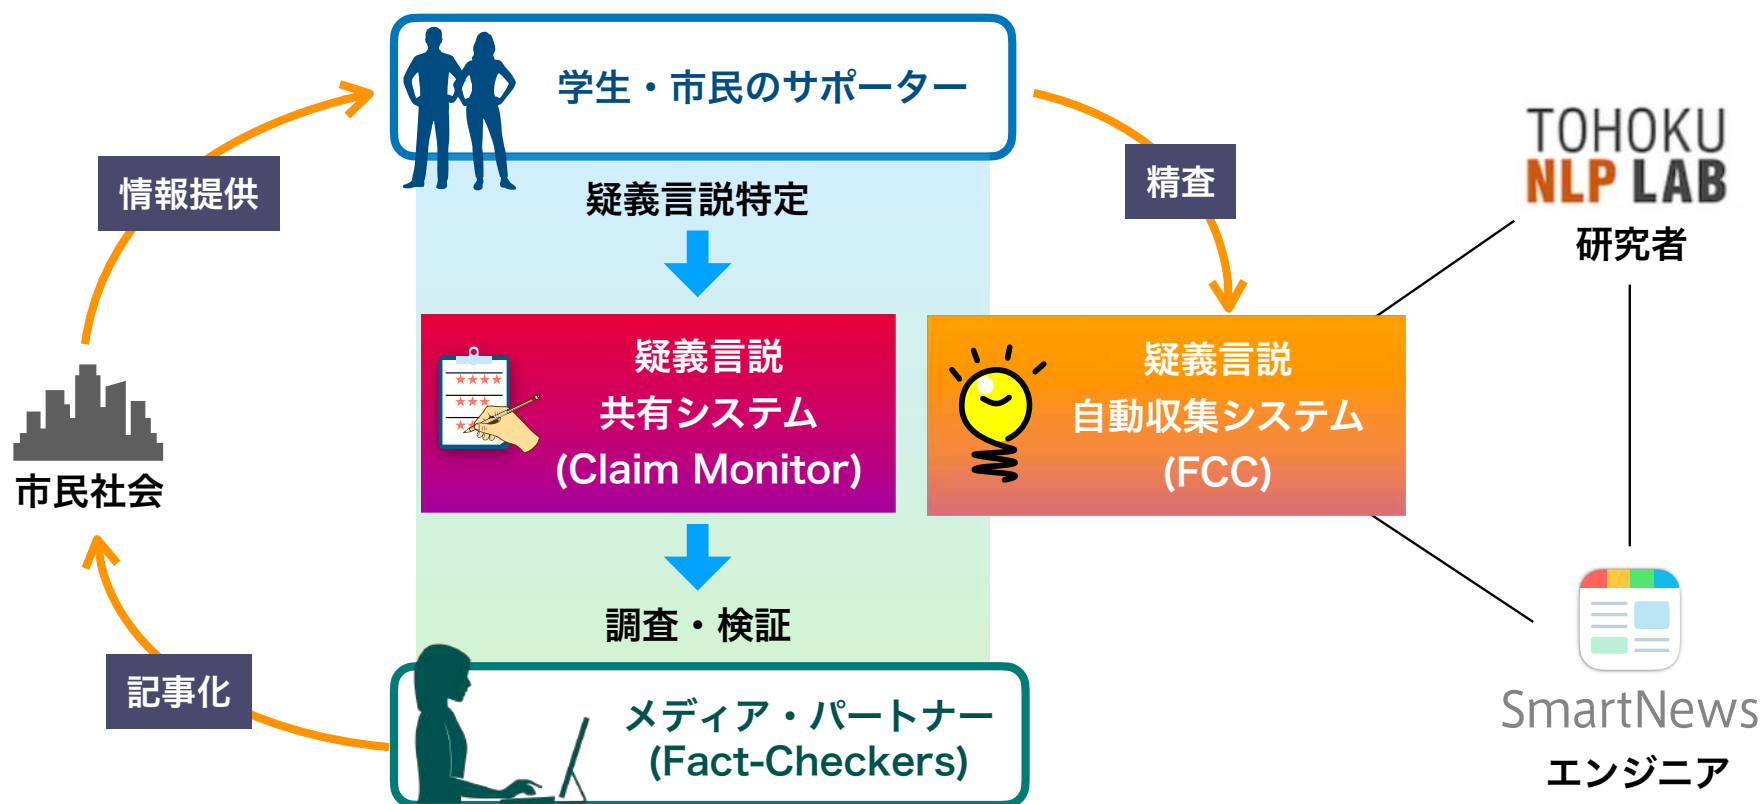 学生・市民のサポーター
情報提供
疑義言説特定
精査
TOHOKU
NLP LAB
研究者
疑義言説
共有システム
(Claim Monitor)
疑義言説
自動収集システム
(FCC)
市民社会
調査・検証
記事化
メディア・パートナー
(Fact-Checkers)
SmartNews
エンジニア